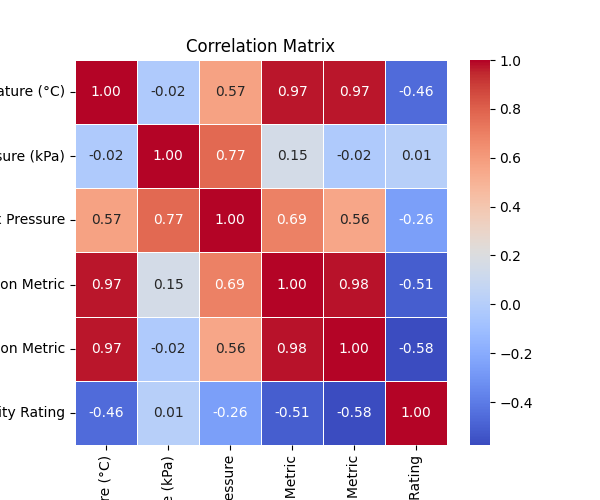 Correlation Matrix
ature (°C) 1.00 -0.02 0.57 0.97 0.97 -0.46
sure (kPa) -0.02 1.00 0.77 0.15 -0.02 0.01
Pressure 0.57 0.77 1.00 0.69 0.56 -0.26
on Metric 0.97 0.15 0.69 1.00 0.98 -0.51
on Metric 0.97 -0.02 0.56 0.98 1.00 -0.58
ity Rating -0.46 0.01 -0.26 -0.51 -0.58 1.00
re (°C)
e (kPa)
essure
Metric
Metric
Rating
1.0
0.8
0.6
0.4
0.2
0.0
−0.2
−0.4